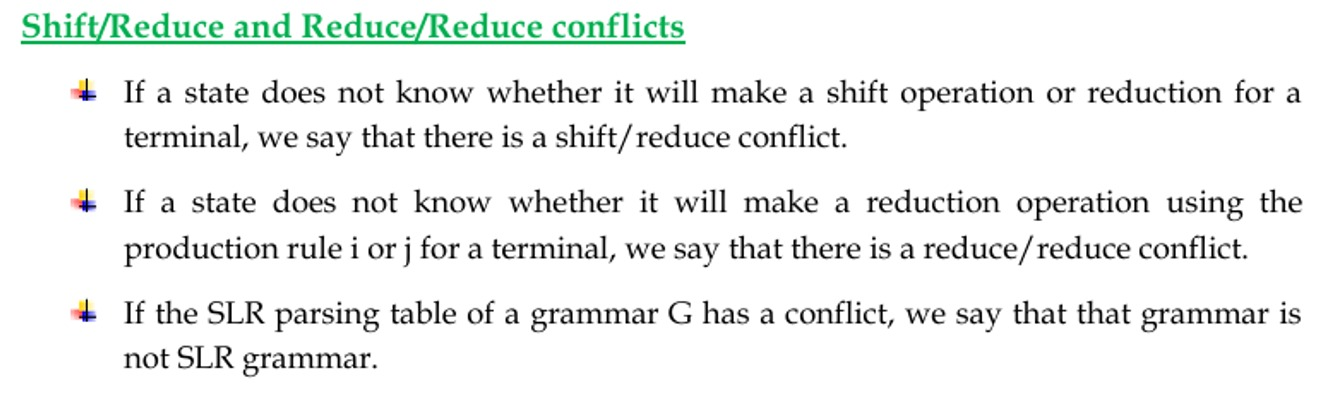 Shift/Reduce and Reduce/Reduce conflicts
If a state does not know whether it will make a shift operation or reduction for a
terminal, we say that there is a shift/reduce conflict.
If a state does not know whether it will make a reduction operation using the
production rule i or j for a terminal, we say that there is a reduce/reduce conflict.
If the SLR parsing table of a grammar G has a conflict, we say that that grammar is
not SLR grammar.